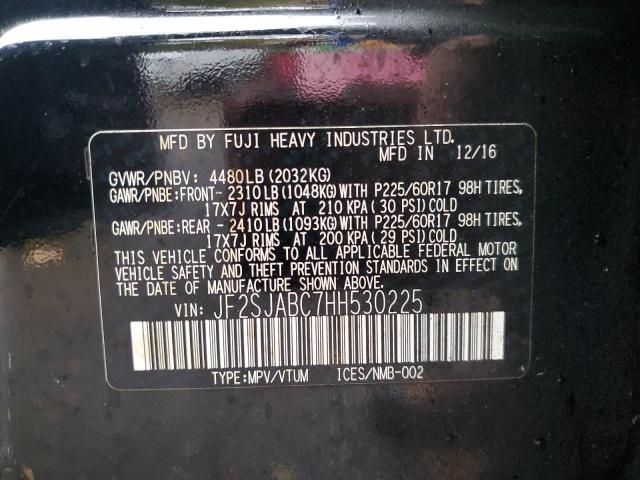 MFD BY FUJI HEAVY INDUSTRIES LTD.
MFD IN 12/16
GVWR/PNBV: 4480LB(2032KG)
GAWR/PNBE:FRONT-2310LB(1048KG)WITH P225/60R17 98H TIRES,
17X7J RIMS AT 210 KPA( 30 PSI)COLD
GAWR/PNBE:REAR - 2410LB(1093KG)WITH P225/60R17 98H TIRES,
17X7J RIMS AT 200 KPA( 29 PSI)COLD
THIS VEHICLE CONFORMS TO ALL APPLICABLE FEDERAL MOTOR
VEHICLE SAFETY AND THEFT PREVENTION STANDARDS IN EFFECT ON
THE DATE OF MANUFACTURE SHOWN ABOVE.
VIN: JF2SJABC7HH530225
TYPE:MPV/VTUM ICES/NMB-002